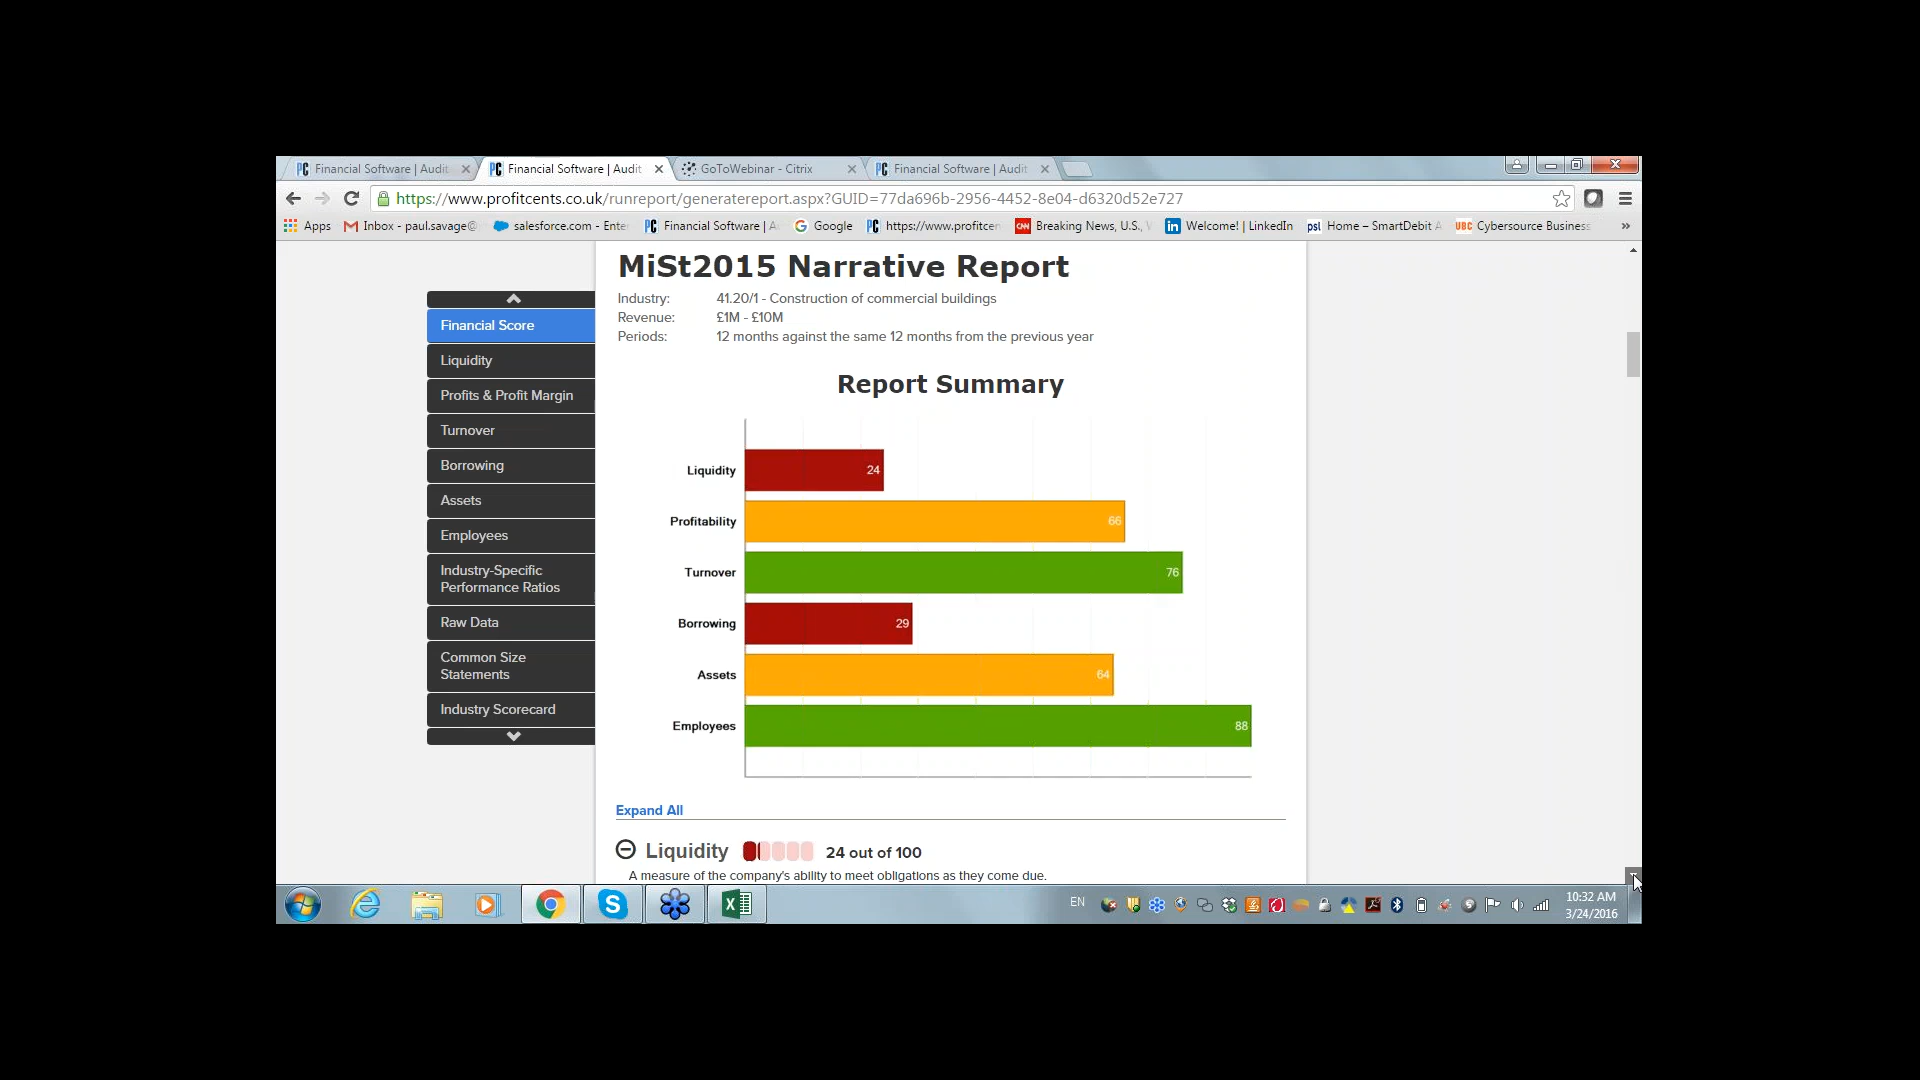 Financial Software | Audit
Financial Software | Audit
GoToWebinar - Citrix
Financial Software | Audit
https://www.profitcents.co.uk/runreport/generatereport.aspx?GUID=77da696b-2956-4452-8e04-d6320d52e727
Apps
Inbox - paul.savage@
salesforce.com - Ente
Financial Software | A
Google
https://www.profitcen
CNN
Breaking News, U.S.,
Welcome! | LinkedIn
psl
Home – SmartDebit A
UBC
Cybersource Business
»
MiSt2015 Narrative Report
Industry: 41.20/1 - Construction of commercial buildings
Revenue: £1M - £10M
Periods: 12 months against the same 12 months from the previous year
Financial Score
Liquidity
Profits & Profit Margin
Turnover
Borrowing
Assets
Employees
Industry-Specific
Performance Ratios
Raw Data
Common Size
Statements
Industry Scorecard
Report Summary
Liquidity 24
Profitability 66
Turnover 76
Borrowing 29
Assets 64
Employees 88
Expand All
Liquidity 24 out of 100
A measure of the company's ability to meet obligations as they come due.
EN
10:32 AM
3/24/2016